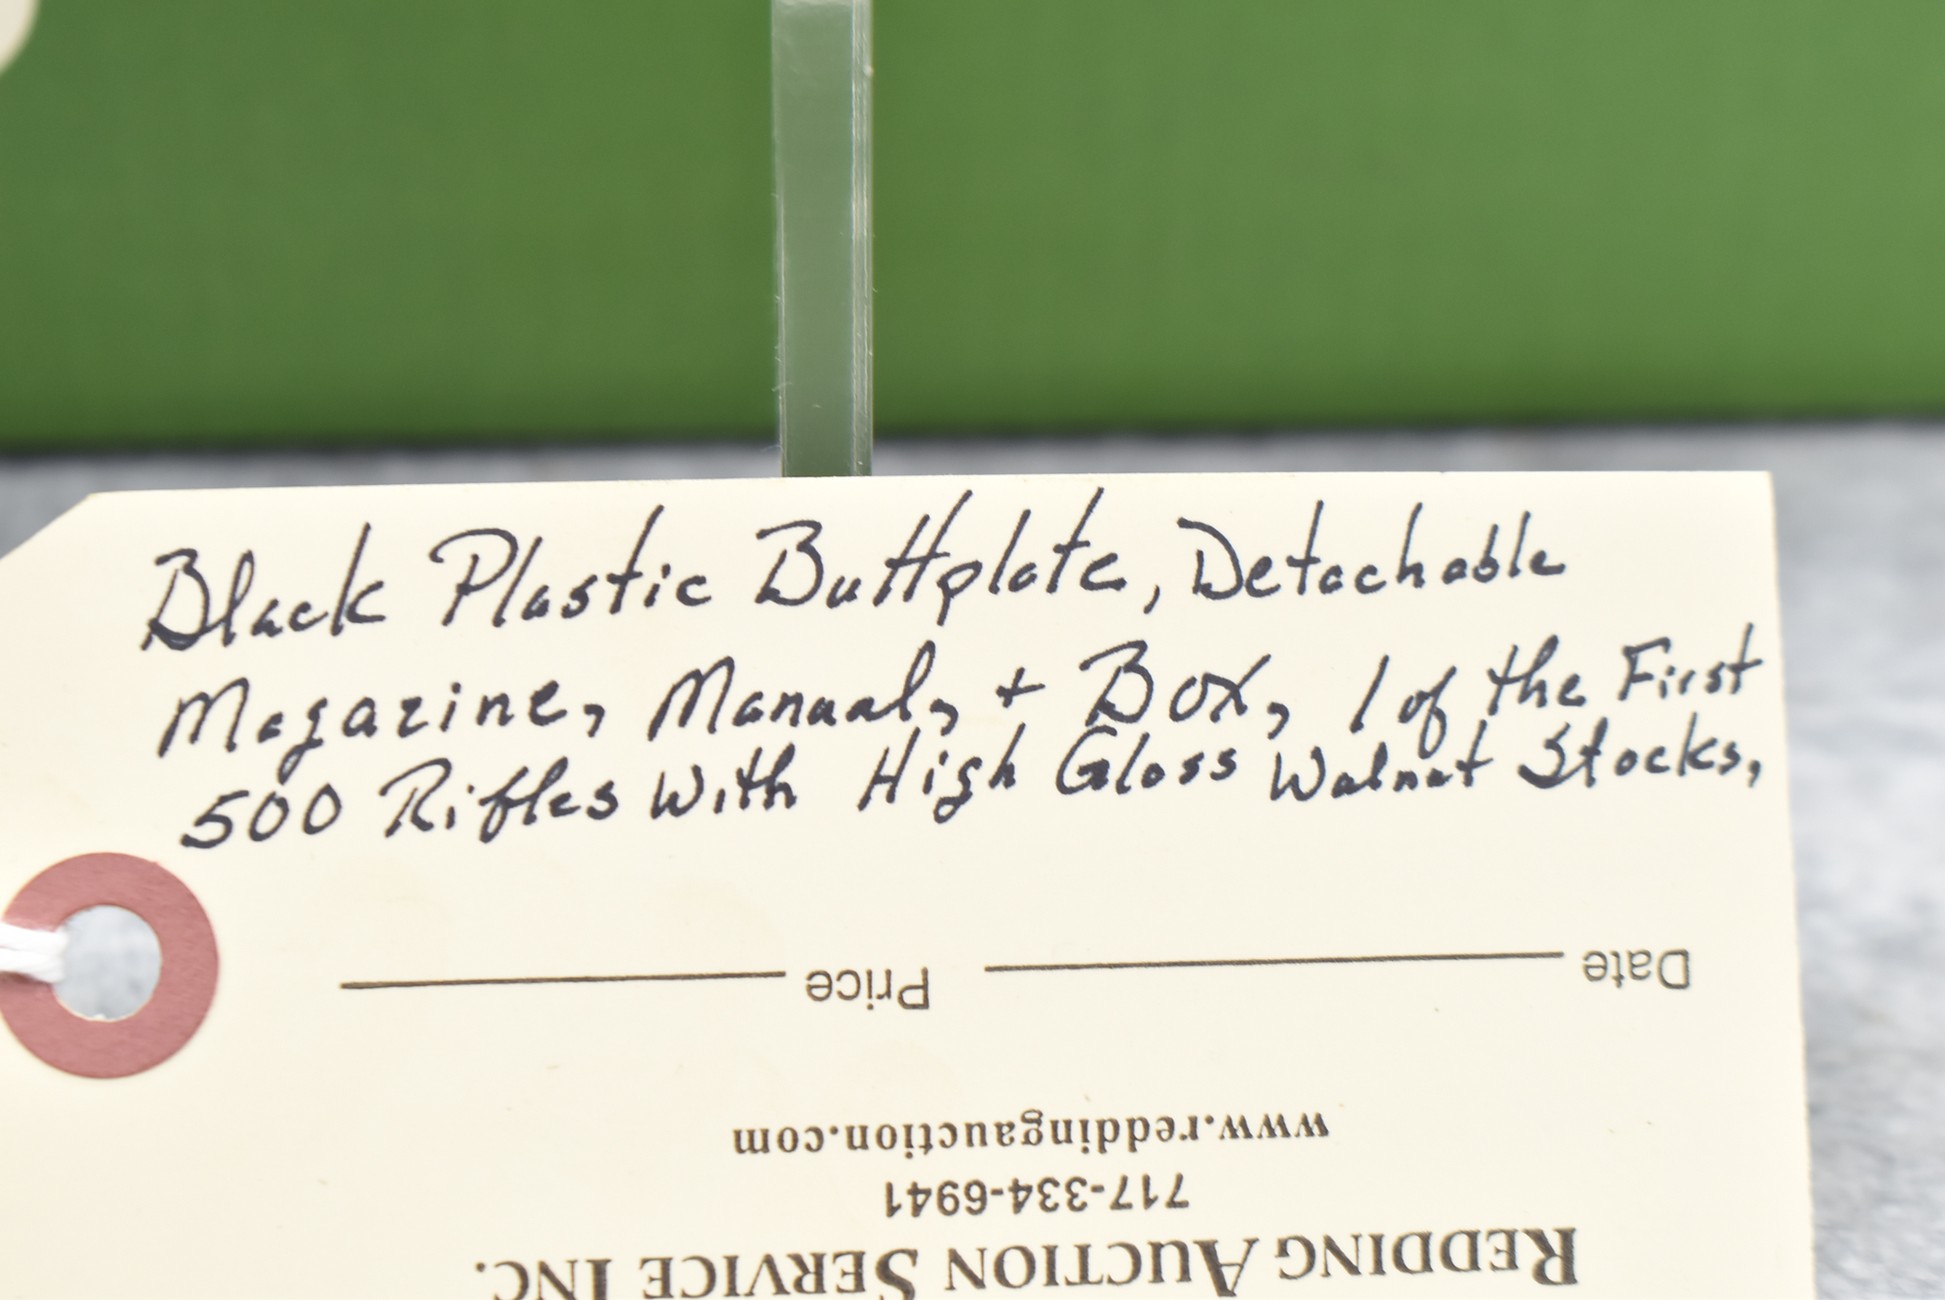 Black Plastic Buttplate, Detachable
Magazine, Manual, + Box, 1 of the First
500 Rifles With High Gloss Walnut Stocks,
Date Price
www.reddingauction.com
717-334-6941
REDDING AUCTION SERVICE INC.